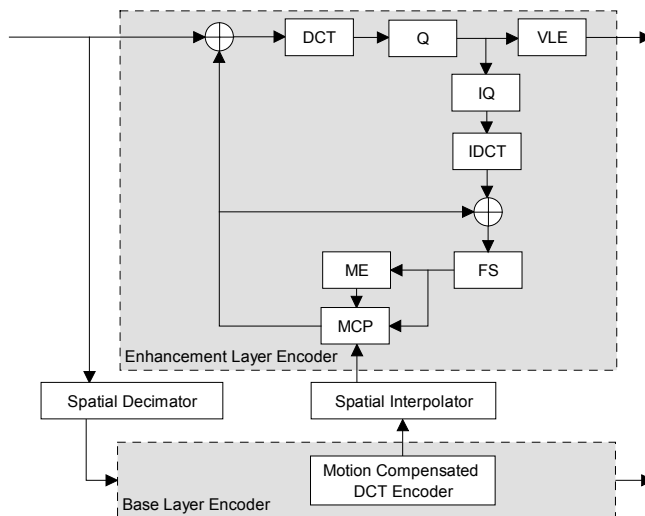 DCT
Q
VLE
IQ
IDCT
ME
FS
MCP
Enhancement Layer Encoder
Spatial Decimator
Spatial Interpolator
Motion Compensated
DCT Encoder
Base Layer Encoder